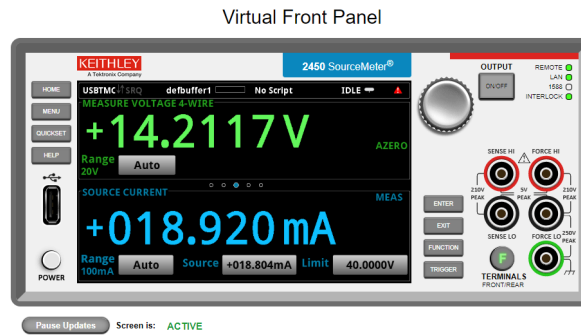 Virtual Front Panel
KEITHLEY
A Tektronix Company
2450 SourceMeter®
HOME
MENU
QUICKSET
HELP
POWER
USBTMC↓↑SRQ defbuffer1 No Script IDLE
MEASURE VOLTAGE 4-WIRE
+14.2117 V
AZERO
Range Auto
20V
SOURCE CURRENT MEAS
+018.920 mA
Range Auto Source +018.804mA Limit 40.0000V
100mA
ENTER
EXIT
FUNCTION
TRIGGER
OUTPUT
ON/OFF
REMOTE
LAN
1588
INTERLOCK
SENSE HI FORCE HI
210V PEAK 5V PEAK 210V PEAK
SENSE LO FORCE LO
250V PEAK
F
TERMINALS
FRONT/REAR
Pause Updates Screen is: ACTIVE